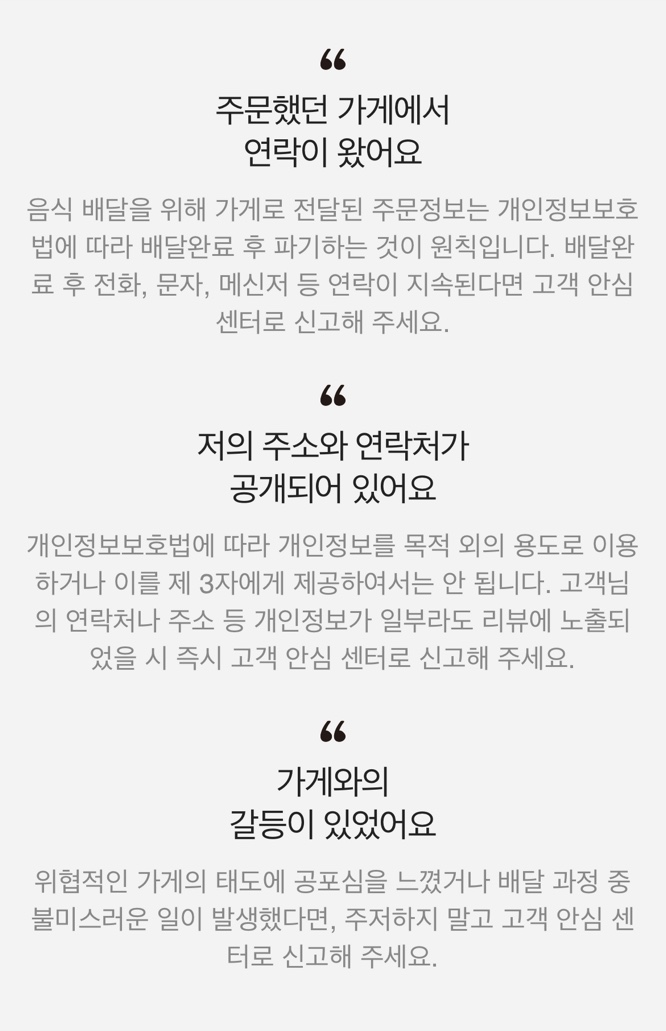 “
주문했던 가게에서
연락이 왔어요
음식 배달을 위해 가게로 전달된 주문정보는 개인정보보호
법에 따라 배달완료 후 파기하는 것이 원칙입니다. 배달완
료 후 전화, 문자, 메신저 등 연락이 지속된다면 고객 안심
센터로 신고해 주세요.
“
저의 주소와 연락처가
공개되어 있어요
개인정보보호법에 따라 개인정보를 목적 외의 용도로 이용
하거나 이를 제 3자에게 제공하여서는 안 됩니다. 고객님
의 연락처나 주소 등 개인정보가 일부라도 리뷰에 노출되
었을 시 즉시 고객 안심 센터로 신고해 주세요.
“
가게와의
갈등이 있었어요
위협적인 가게의 태도에 공포심을 느꼈거나 배달 과정 중
불미스러운 일이 발생했다면, 주저하지 말고 고객 안심 센
터로 신고해 주세요.